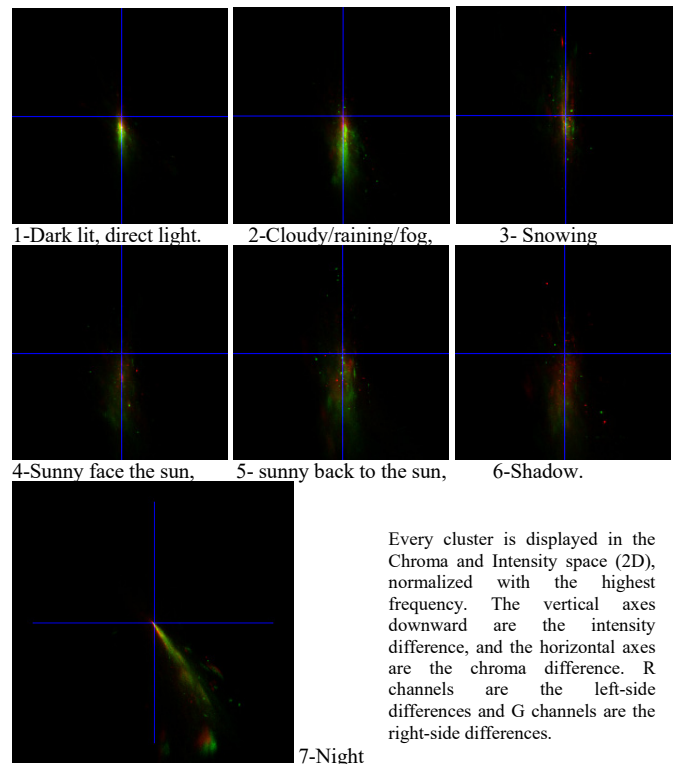 1-Dark lit, direct light. 2-Cloudy/raining/fog, 3- Snowing
4-Sunny face the sun, 5- sunny back to the sun, 6-Shadow.
Every cluster is displayed in the
Chroma and Intensity space (2D),
normalized with the highest
frequency. The vertical axes
downward are the intensity
difference, and the horizontal axes
are the chroma difference. R
channels are the left-side
differences and G channels are the
right-side differences.
7-Night